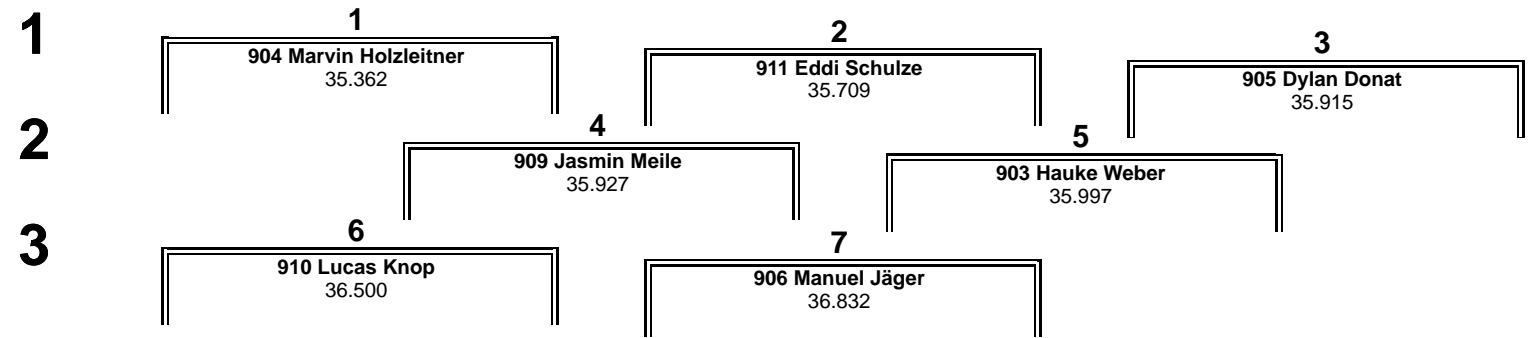 1
1
904 Marvin Holzleitner
35.362
2
911 Eddi Schulze
35.709
3
905 Dylan Donat
35.915
2
4
909 Jasmin Meile
35.927
5
903 Hauke Weber
35.997
3
6
910 Lucas Knop
36.500
7
906 Manuel Jäger
36.832